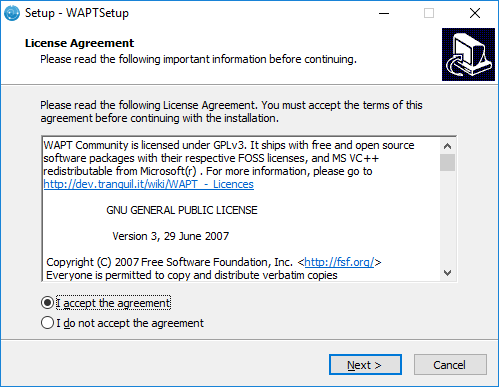 Setup - WAPTSetup
License Agreement
Please read the following important information before continuing.
Please read the following License Agreement. You must accept the terms of this
agreement before continuing with the installation.
WAPT Community is licensed under GPLv3. It ships with free and open source
software packages with their respective FOSS licenses, and MS VC++
redistributable from Microsoft(r) . For more information, please go to
http://dev.tranquil.it/wiki/WAPT_-_Licences
GNU GENERAL PUBLIC LICENSE
Version 3, 29 June 2007
Copyright (C) 2007 Free Software Foundation, Inc. <http://fsf.org/>
Everyone is permitted to copy and distribute verbatim copies
I accept the agreement
I do not accept the agreement
Next >
Cancel